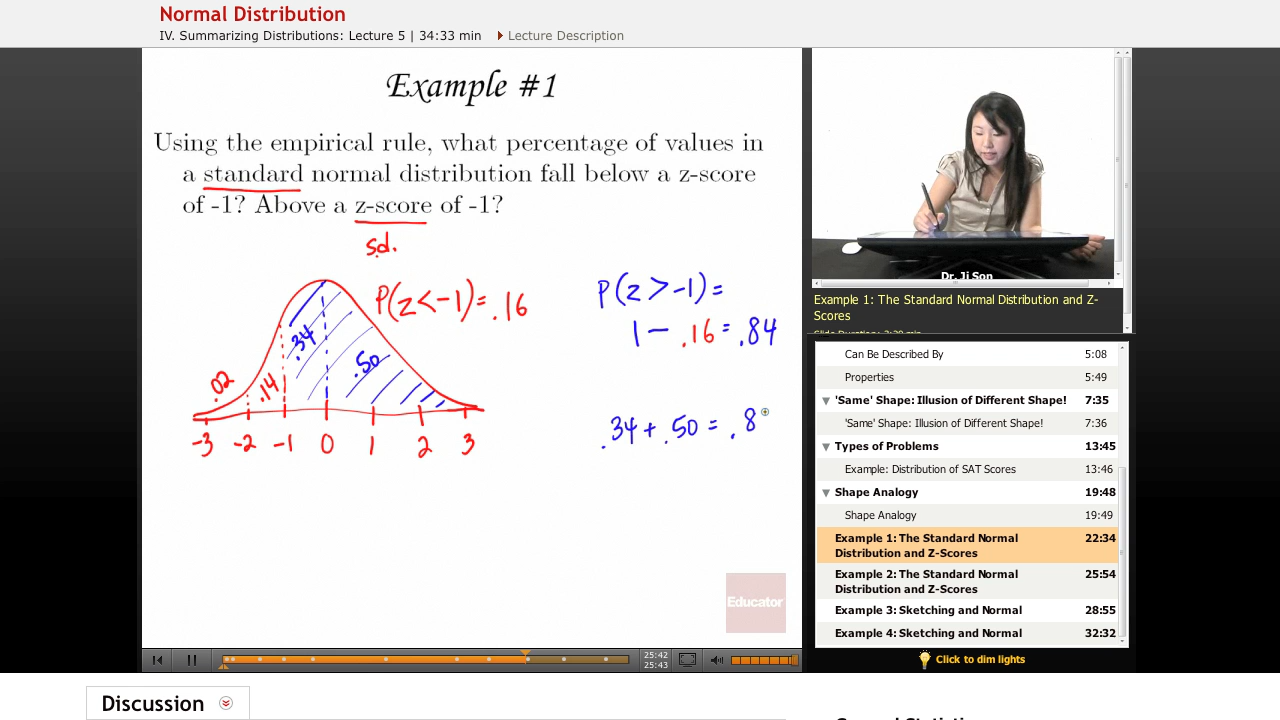 Normal Distribution
IV. Summarizing Distributions: Lecture 5 | 34:33 min
Lecture Description
Example #1
Using the empirical rule, what percentage of values in
a standard normal distribution fall below a z-score
of -1? Above a z-score of -1?
s.d.
P(z<-1)= .16
P(z>-1)=
1 - .16 = .84
.34
.50
.02
.14
.34 + .50 = .8
-3 -2 -1 0 1 2 3
Educator
25:42
25:43
Dr. Ji Son
Example 1: The Standard Normal Distribution and Z-
Scores
Can Be Described By 5:08
Properties 5:49
'Same' Shape: Illusion of Different Shape! 7:35
'Same' Shape: Illusion of Different Shape! 7:36
Types of Problems 13:45
Example: Distribution of SAT Scores 13:46
Shape Analogy 19:48
Shape Analogy 19:49
Example 1: The Standard Normal 22:34
Distribution and Z-Scores
Example 2: The Standard Normal 25:54
Distribution and Z-Scores
Example 3: Sketching and Normal 28:55
Example 4: Sketching and Normal 32:32
Click to dim lights
Discussion